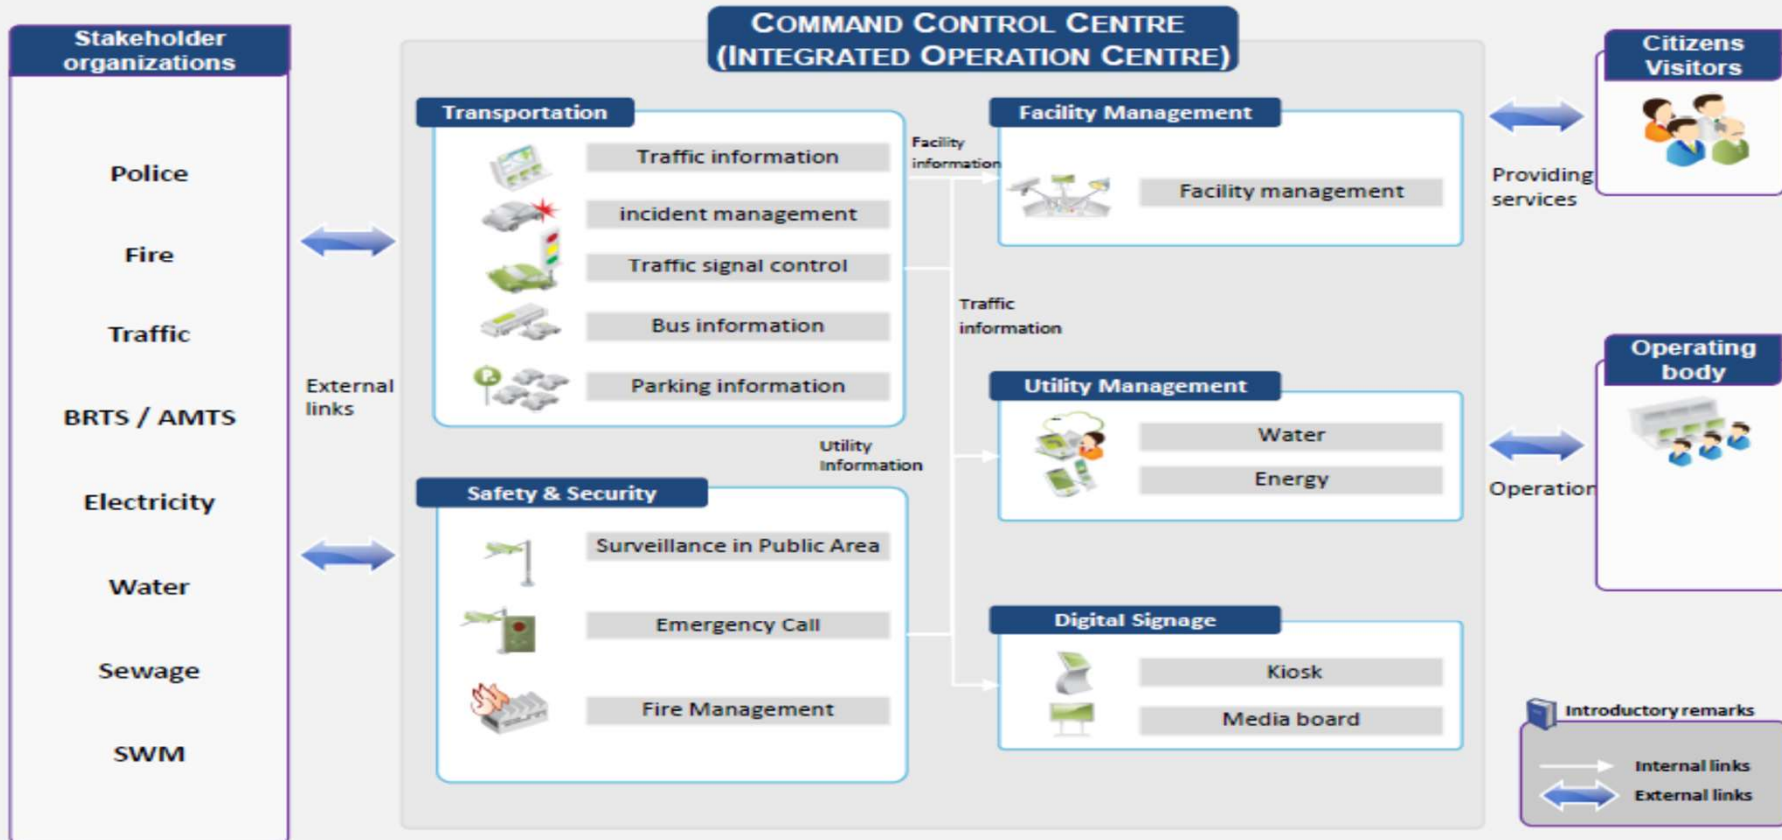 COMMAND CONTROL CENTRE
(INTEGRATED OPERATION CENTRE)
Stakeholder
organizations
Police
Fire
Traffic
BRTS / AMTS
Electricity
Water
Sewage
SWM
External
links
Transportation
Traffic information
incident management
Traffic signal control
Bus information
Parking information
Safety & Security
Surveillance in Public Area
Emergency Call
Fire Management
Facility
information
Traffic
information
Utility
Information
Facility Management
Facility management
Utility Management
Water
Energy
Digital Signage
Kiosk
Media board
Citizens
Visitors
Providing
services
Operating
body
Operation
Introductory remarks
Internal links
External links